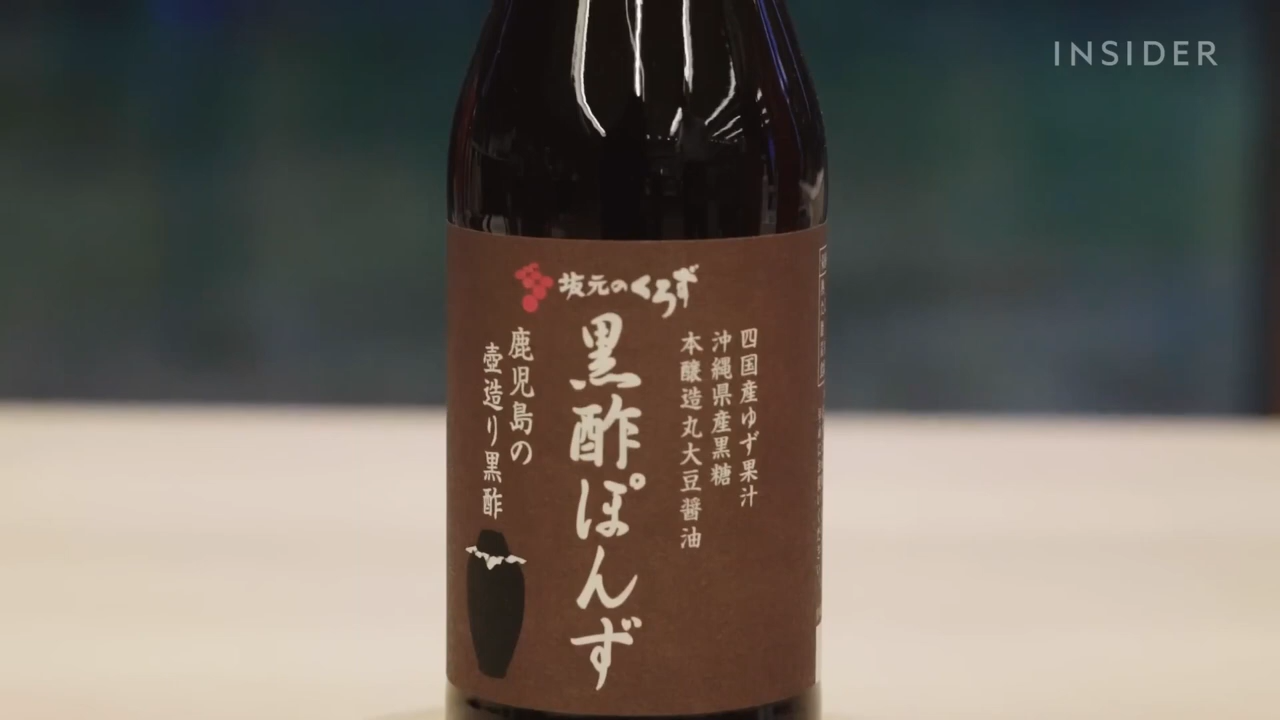 INSIDER
坂元のくろず
四国産ゆず果汁
沖縄県産黒糖
本醸造丸大豆醤油
黒酢ぽんず
鹿児島の
壺造り黒酢